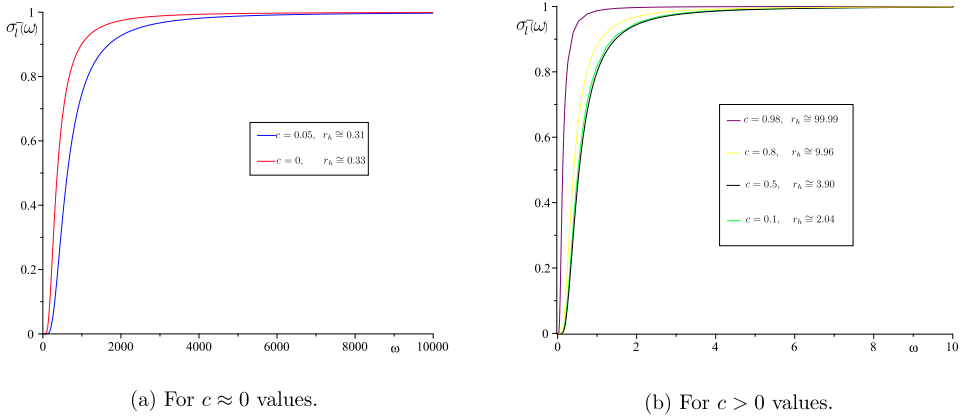 σ_l^-(ω)
1
0.8
0.6
0.4
0.2
0
0 2000 4000 6000 8000 ω 10000
c = 0.05, r_h ≅ 0.31
c = 0, r_h ≅ 0.33
(a) For c ≈ 0 values.
σ_l^-(ω)
1
0.8
0.6
0.4
0.2
0
0 2 4 6 8 ω 10
c = 0.98, r_h ≅ 99.99
c = 0.8, r_h ≅ 9.96
c = 0.5, r_h ≅ 3.90
c = 0.1, r_h ≅ 2.04
(b) For c > 0 values.